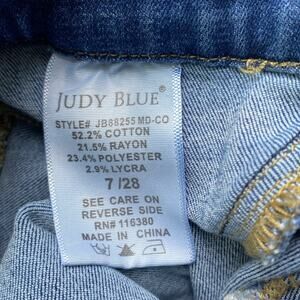 JUDY BLUE®
STYLE# JB88255 MD-CO
52.2% COTTON
21.5% RAYON
23.4% POLYESTER
2.9% LYCRA
7 / 28
SEE CARE ON
REVERSE SIDE
RN# 116380
MADE IN CHINA